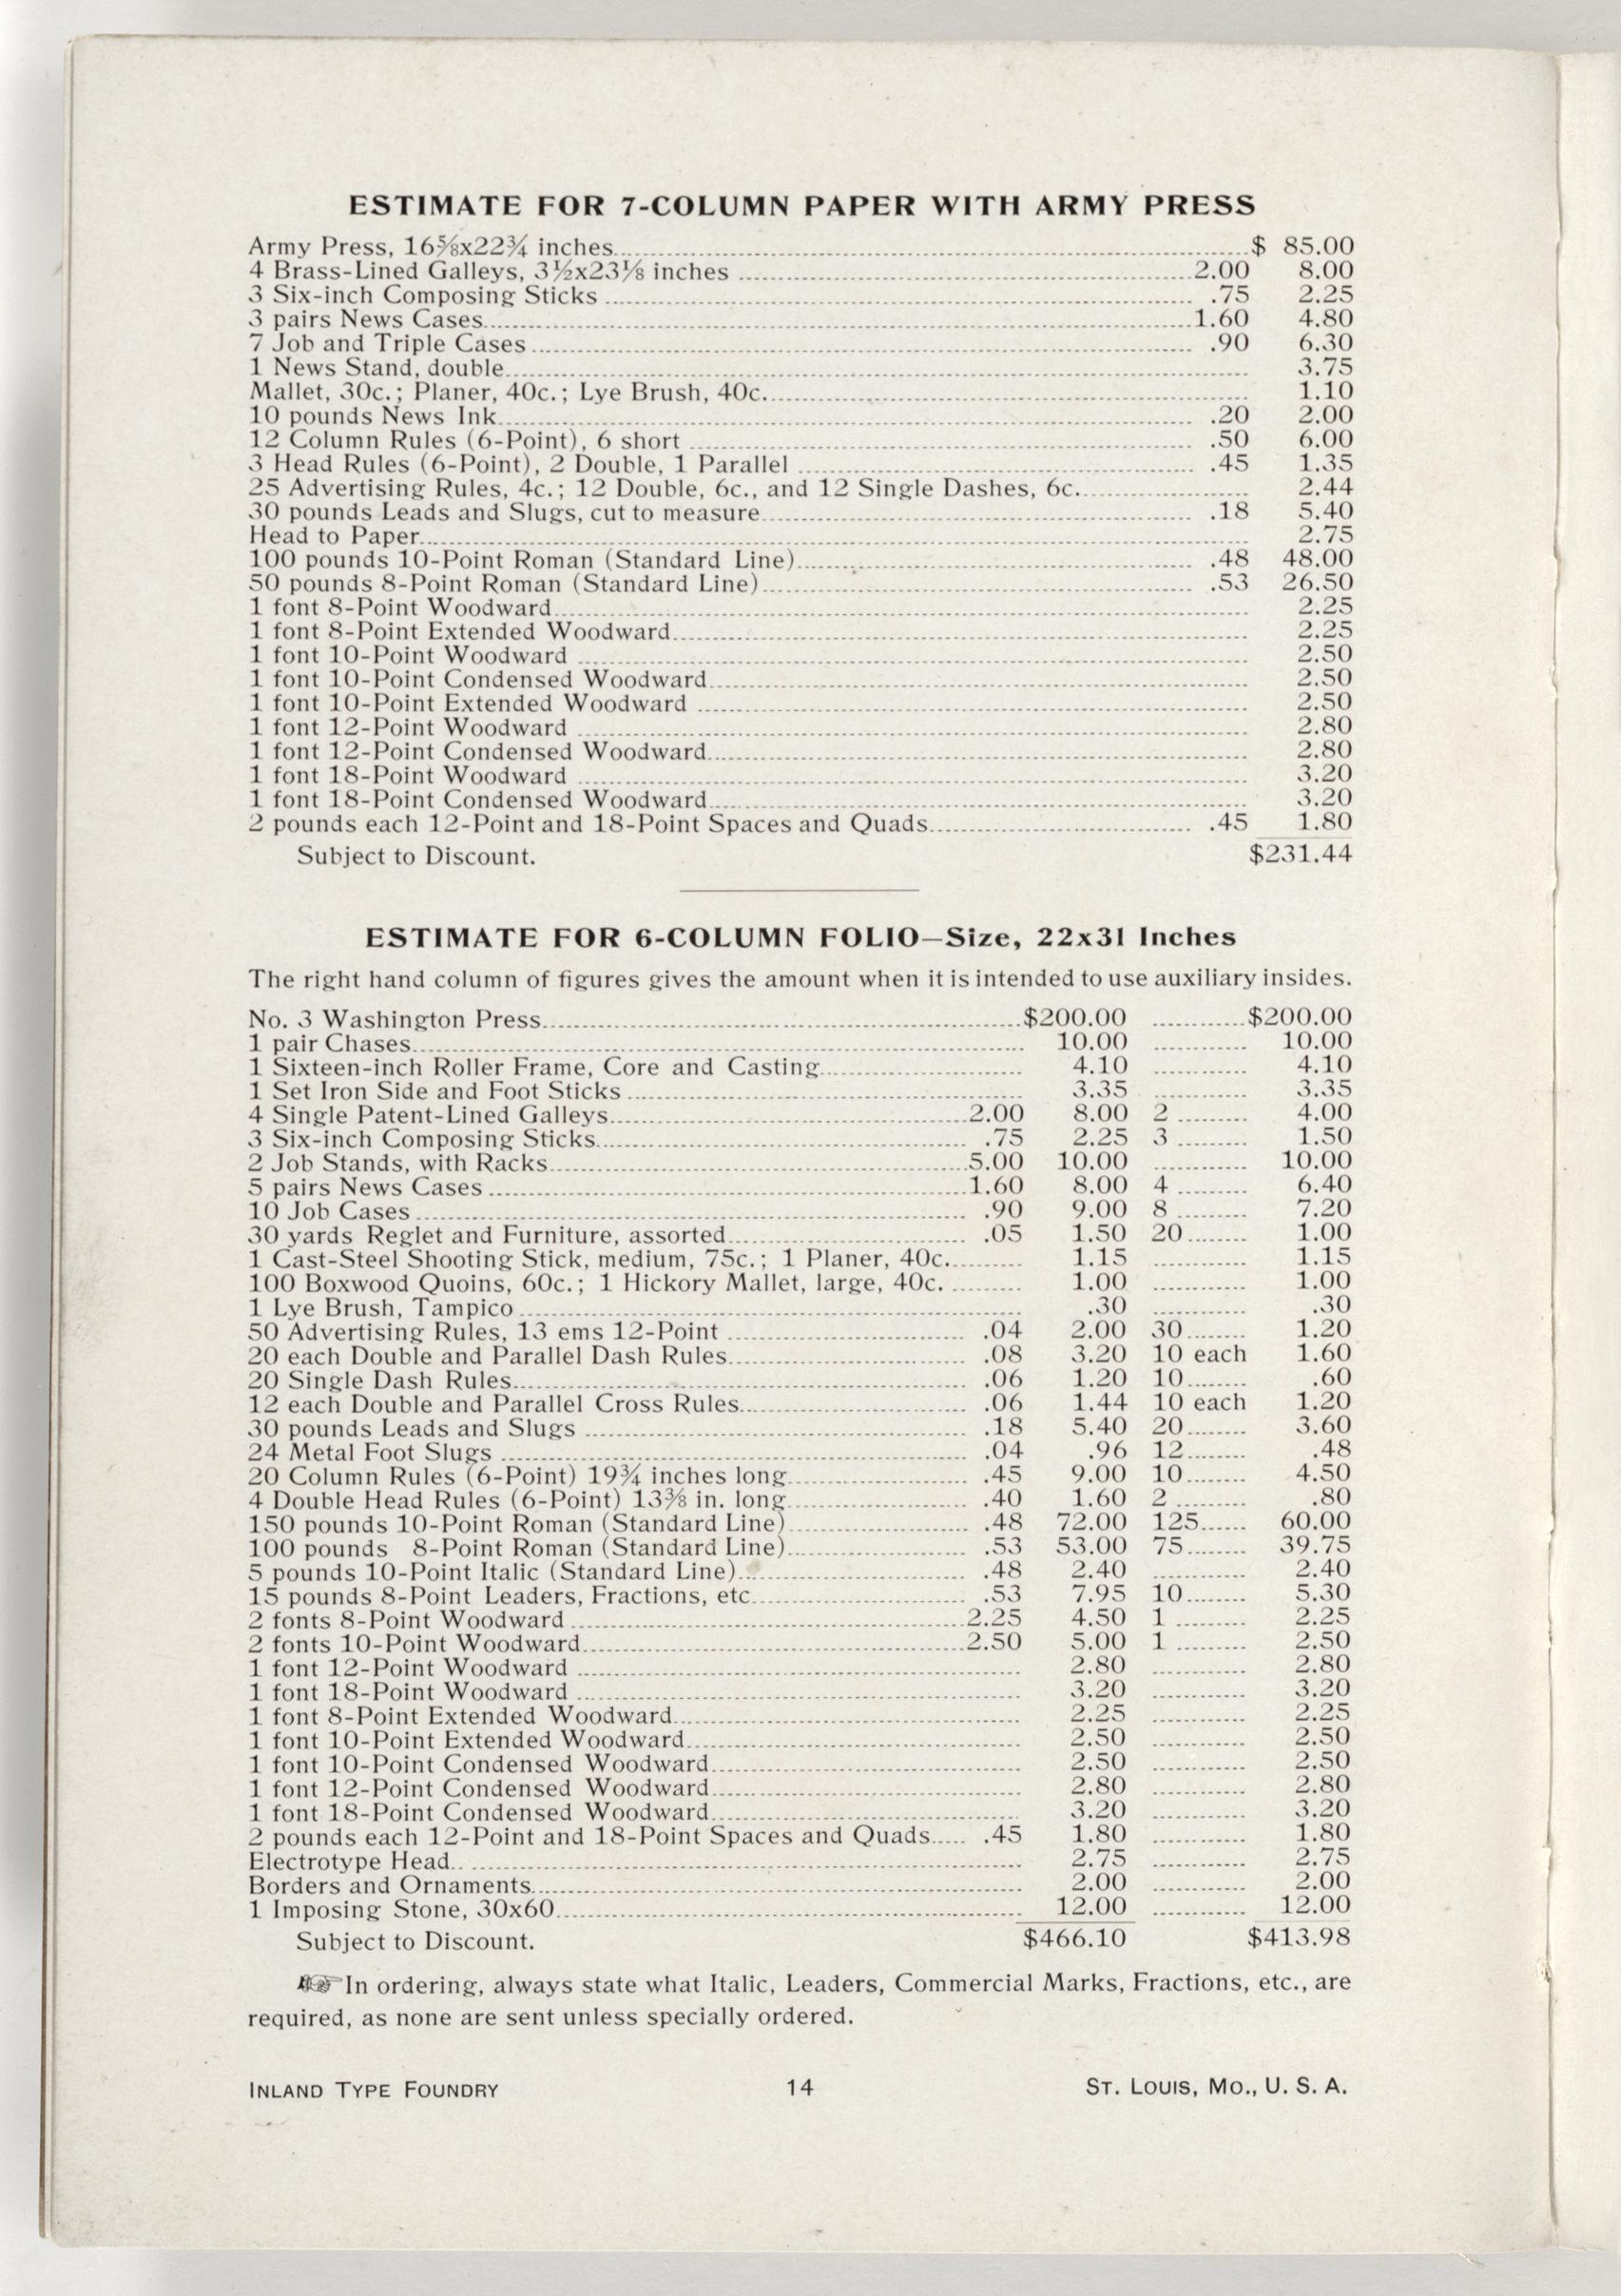 ESTIMATE FOR 7-COLUMN PAPER WITH ARMY PRESS
Army Press, 16⅝x22¾ inches $ 85.00
4 Brass-Lined Galleys, 3½x23⅛ inches 2.00 8.00
3 Six-inch Composing Sticks .75 2.25
3 pairs News Cases 1.60 4.80
7 Job and Triple Cases .90 6.30
1 News Stand, double 3.75
Mallet, 30c.; Planer, 40c.; Lye Brush, 40c. 1.10
10 pounds News Ink .20 2.00
12 Column Rules (6-Point), 6 short .50 6.00
3 Head Rules (6-Point), 2 Double, 1 Parallel .45 1.35
25 Advertising Rules, 4c.; 12 Double, 6c., and 12 Single Dashes, 6c. 2.44
30 pounds Leads and Slugs, cut to measure .18 5.40
Head to Paper 2.75
100 pounds 10-Point Roman (Standard Line) .48 48.00
50 pounds 8-Point Roman (Standard Line) .53 26.50
1 font 8-Point Woodward 2.25
1 font 8-Point Extended Woodward 2.25
1 font 10-Point Woodward 2.50
1 font 10-Point Condensed Woodward 2.50
1 font 10-Point Extended Woodward 2.50
1 font 12-Point Woodward 2.80
1 font 12-Point Condensed Woodward 2.80
1 font 18-Point Woodward 3.20
1 font 18-Point Condensed Woodward 3.20
2 pounds each 12-Point and 18-Point Spaces and Quads .45 1.80
Subject to Discount. $231.44
ESTIMATE FOR 6-COLUMN FOLIO—Size, 22x31 Inches
The right hand column of figures gives the amount when it is intended to use auxiliary insides.
No. 3 Washington Press $200.00 $200.00
1 pair Chases 10.00 10.00
1 Sixteen-inch Roller Frame, Core and Casting 4.10 4.10
1 Set Iron Side and Foot Sticks 3.35 3.35
4 Single Patent-Lined Galleys 2.00 8.00 2 4.00
3 Six-inch Composing Sticks .75 2.25 3 1.50
2 Job Stands, with Racks 5.00 10.00 10.00
5 pairs News Cases 1.60 8.00 4 6.40
10 Job Cases .90 9.00 8 7.20
30 yards Reglet and Furniture, assorted .05 1.50 20 1.00
1 Cast-Steel Shooting Stick, medium, 75c.; 1 Planer, 40c. 1.15 1.15
100 Boxwood Quoins, 60c.; 1 Hickory Mallet, large, 40c. 1.00 1.00
1 Lye Brush, Tampico .30 .30
50 Advertising Rules, 13 ems 12-Point .04 2.00 30 1.20
20 each Double and Parallel Dash Rules .08 3.20 10 each 1.60
20 Single Dash Rules .06 1.20 10 .60
12 each Double and Parallel Cross Rules .06 1.44 10 each 1.20
30 pounds Leads and Slugs .18 5.40 20 3.60
24 Metal Foot Slugs .04 .96 12 .48
20 Column Rules (6-Point) 19¾ inches long .45 9.00 10 4.50
4 Double Head Rules (6-Point) 13⅜ in. long .40 1.60 2 .80
150 pounds 10-Point Roman (Standard Line) .48 72.00 125 60.00
100 pounds 8-Point Roman (Standard Line) .53 53.00 75 39.75
5 pounds 10-Point Italic (Standard Line) .48 2.40 2.40
15 pounds 8-Point Leaders, Fractions, etc. .53 7.95 10 5.30
2 fonts 8-Point Woodward 2.25 4.50 1 2.25
2 fonts 10-Point Woodward 2.50 5.00 1 2.50
1 font 12-Point Woodward 2.80 2.80
1 font 18-Point Woodward 3.20 3.20
1 font 8-Point Extended Woodward 2.25 2.25
1 font 10-Point Extended Woodward 2.50 2.50
1 font 10-Point Condensed Woodward 2.50 2.50
1 font 12-Point Condensed Woodward 2.80 2.80
1 font 18-Point Condensed Woodward 3.20 3.20
2 pounds each 12-Point and 18-Point Spaces and Quads .45 1.80 1.80
Electrotype Head 2.75 2.75
Borders and Ornaments 2.00 2.00
1 Imposing Stone, 30x60 12.00 12.00
Subject to Discount. $466.10 $413.98
☞ In ordering, always state what Italic, Leaders, Commercial Marks, Fractions, etc., are
required, as none are sent unless specially ordered.
INLAND TYPE FOUNDRY 14 ST. LOUIS, MO., U. S. A.